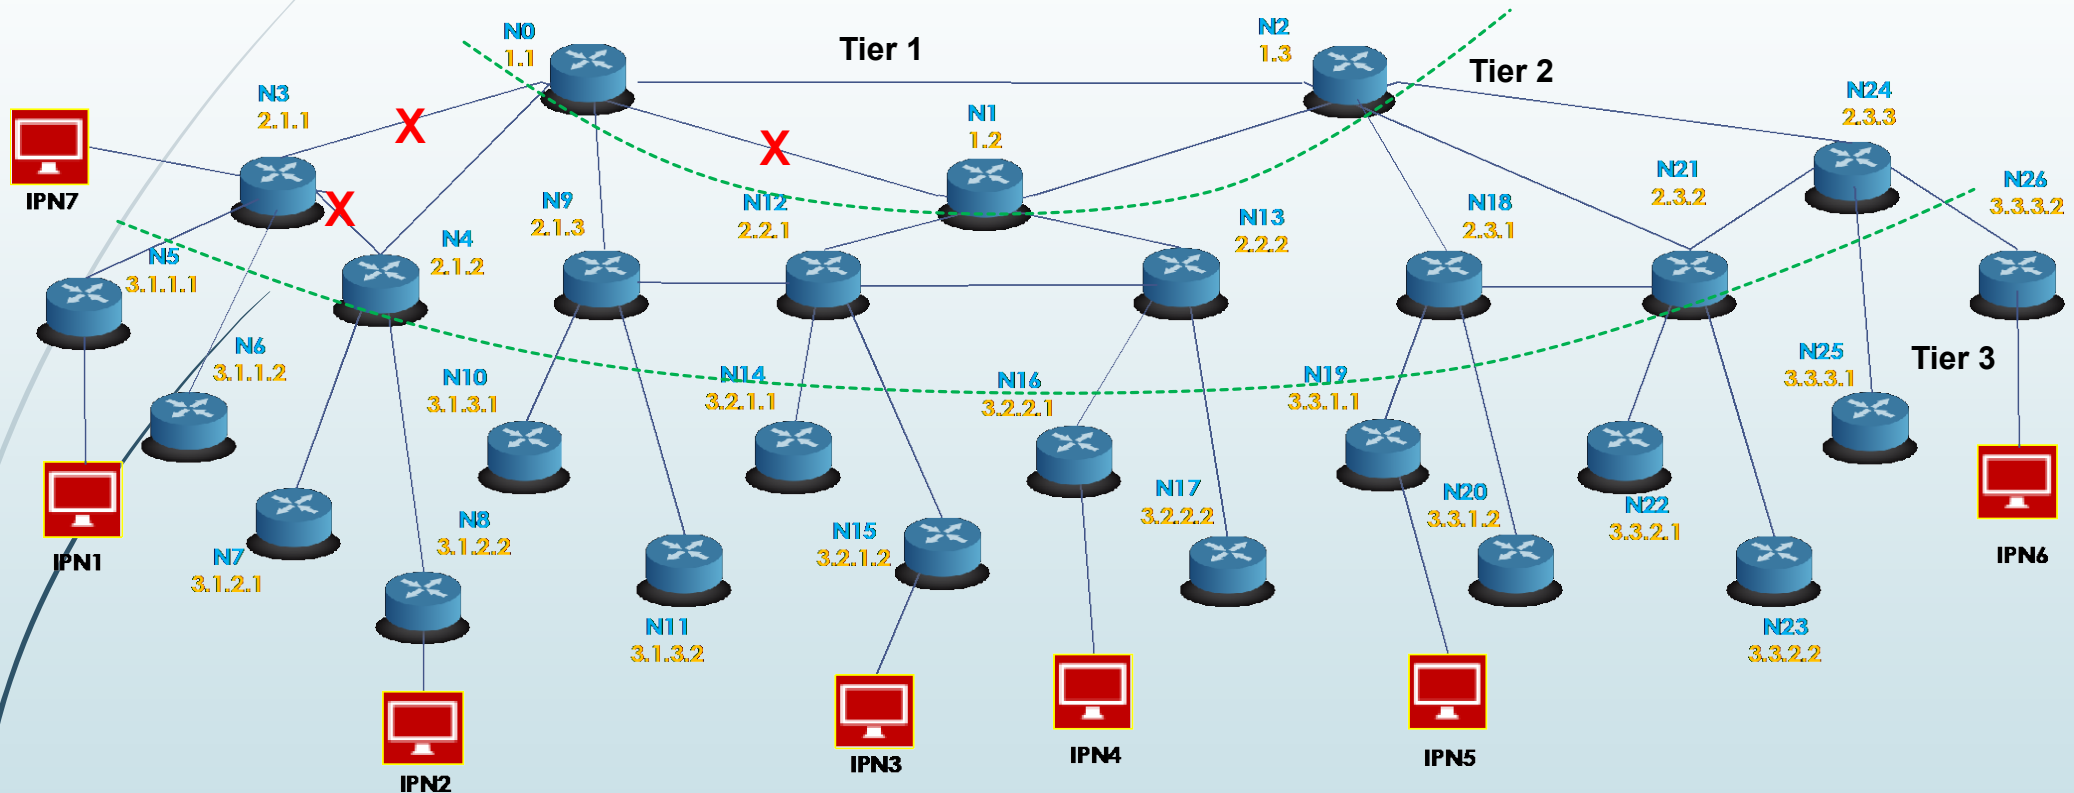 N0
1.1
Tier 1
N2
1.3
Tier 2
N3
2.1.1
X
N1
1.2
X
N24
2.3.3
IPN7
X
N9
2.1.3
N12
2.2.1
N13
2.2.2
N18
2.3.1
N21
2.3.2
N26
3.3.3.2
N5
3.1.1.1
N4
2.1.2
N6
3.1.1.2
N10
3.1.3.1
N14
3.2.1.1
N16
3.2.2.1
N19
3.3.1.1
N25
3.3.3.1
Tier 3
IPN1
N7
3.1.2.1
N8
3.1.2.2
N15
3.2.1.2
N17
3.2.2.2
N20
3.3.1.2
N22
3.3.2.1
IPN6
N11
3.1.3.2
N23
3.3.2.2
IPN2
IPN3
IPN4
IPN5